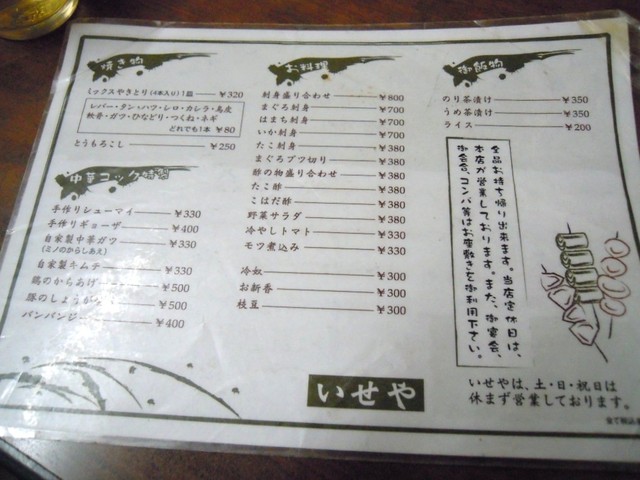 焼き物
ミックスやきとり(4本入り)1皿 ¥320
レバー・タン・ハツ・シロ・カシラ・鳥皮
軟骨・ガツ・ひなどり・つくね・ネギ
どれでも1本 ¥80
とうもろこし ¥250
中華コック特製
手作りシューマイ ¥330
手作りギョーザ ¥400
自家製中華ガツ ¥330
(ミノのからしあえ)
自家製キムチ ¥330
鶏のからあげ ¥500
豚のしょうが ¥500
バンバンジー ¥400
お料理
刺身盛り合わせ ¥800
まぐろ刺身 ¥700
はまち刺身 ¥700
いか刺身 ¥700
たこ刺身 ¥380
まぐろブツ切り ¥380
酢の物盛り合わせ ¥380
たこ酢 ¥380
こはだ酢 ¥380
野菜サラダ ¥380
冷やしトマト ¥330
モツ煮込み ¥330
冷奴 ¥300
お新香 ¥300
枝豆 ¥300
御飯物
のり茶漬け ¥350
うめ茶漬け ¥350
ライス ¥200
全品お持ち帰り出来ます。当店定休日は、
本店が営業しております。また、御宴会、
御会合、コンパ等はお座敷を御利用下さい。
いせや
いせやは、土・日・祝日は
休まず営業しております。